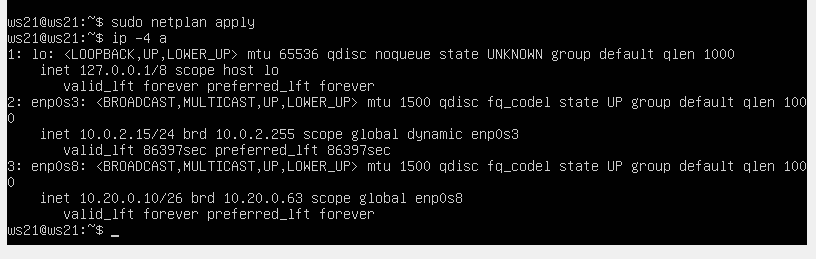 ws21@ws21:~$ sudo netplan apply
ws21@ws21:~$ ip -4 a
1: lo: <LOOPBACK,UP,LOWER_UP> mtu 65536 qdisc noqueue state UNKNOWN group default qlen 1000
    inet 127.0.0.1/8 scope host lo
       valid_lft forever preferred_lft forever
2: enp0s3: <BROADCAST,MULTICAST,UP,LOWER_UP> mtu 1500 qdisc fq_codel state UP group default qlen 100
0
    inet 10.0.2.15/24 brd 10.0.2.255 scope global dynamic enp0s3
       valid_lft 86397sec preferred_lft 86397sec
3: enp0s8: <BROADCAST,MULTICAST,UP,LOWER_UP> mtu 1500 qdisc fq_codel state UP group default qlen 100
0
    inet 10.20.0.10/26 brd 10.20.0.63 scope global enp0s8
       valid_lft forever preferred_lft forever
ws21@ws21:~$ _